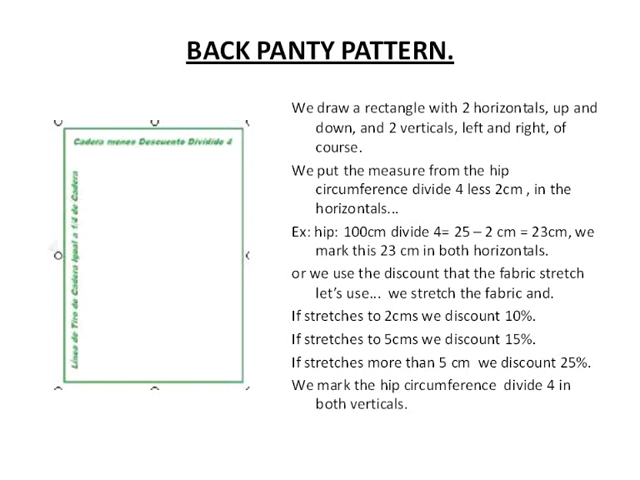 BACK PANTY PATTERN.
Cadera menos Descuento Dividido 4
Línea de Tiro de Cadera Igual a 1/4 de Cadera
We draw a rectangle with 2 horizontals, up and
down, and 2 verticals, left and right, of
course.
We put the measure from the hip
circumference divide 4 less 2cm , in the
horizontals...
Ex: hip: 100cm divide 4= 25 – 2 cm = 23cm, we
mark this 23 cm in both horizontals.
or we use the discount that the fabric stretch
let's use... we stretch the fabric and.
If stretches to 2cms we discount 10%.
If stretches to 5cms we discount 15%.
If stretches more than 5 cm we discount 25%.
We mark the hip circumference divide 4 in
both verticals.